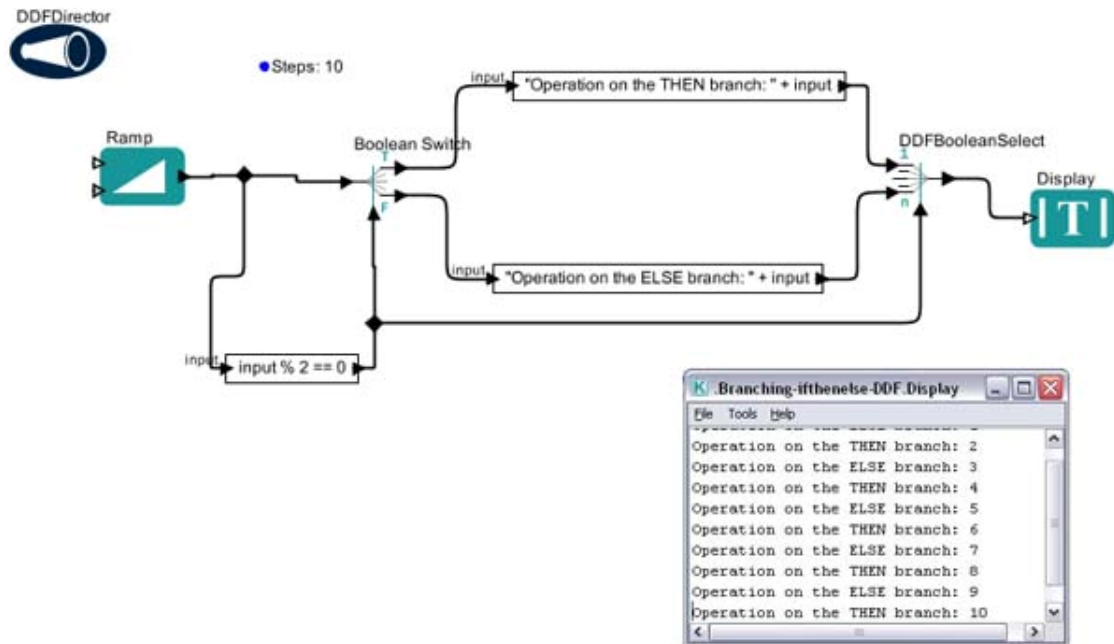 DDFDirector
Steps: 10
input
"Operation on the THEN branch: " + input
Ramp
Boolean Switch
T
F
DDFBooleanSelect
1
n
Display
T
input
"Operation on the ELSE branch: " + input
input
input % 2 == 0
.Branching-ifthenelse-DDF.Display
File Tools Help
Operation on the THEN branch: 2
Operation on the ELSE branch: 3
Operation on the THEN branch: 4
Operation on the ELSE branch: 5
Operation on the THEN branch: 6
Operation on the ELSE branch: 7
Operation on the THEN branch: 8
Operation on the ELSE branch: 9
Operation on the THEN branch: 10